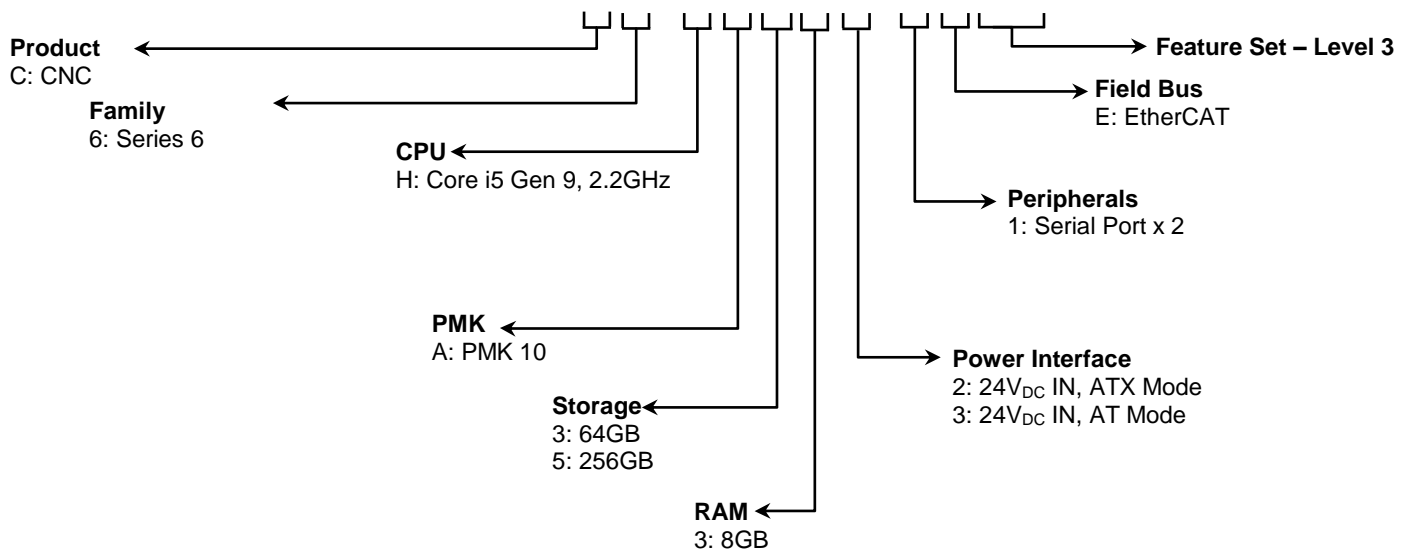 Product
C: CNC
Feature Set – Level 3
Family
6: Series 6
Field Bus
E: EtherCAT
CPU
H: Core i5 Gen 9, 2.2GHz
Peripherals
1: Serial Port x 2
PMK
A: PMK 10
Power Interface
2: 24VDC IN, ATX Mode
3: 24VDC IN, AT Mode
Storage
3: 64GB
5: 256GB
RAM
3: 8GB